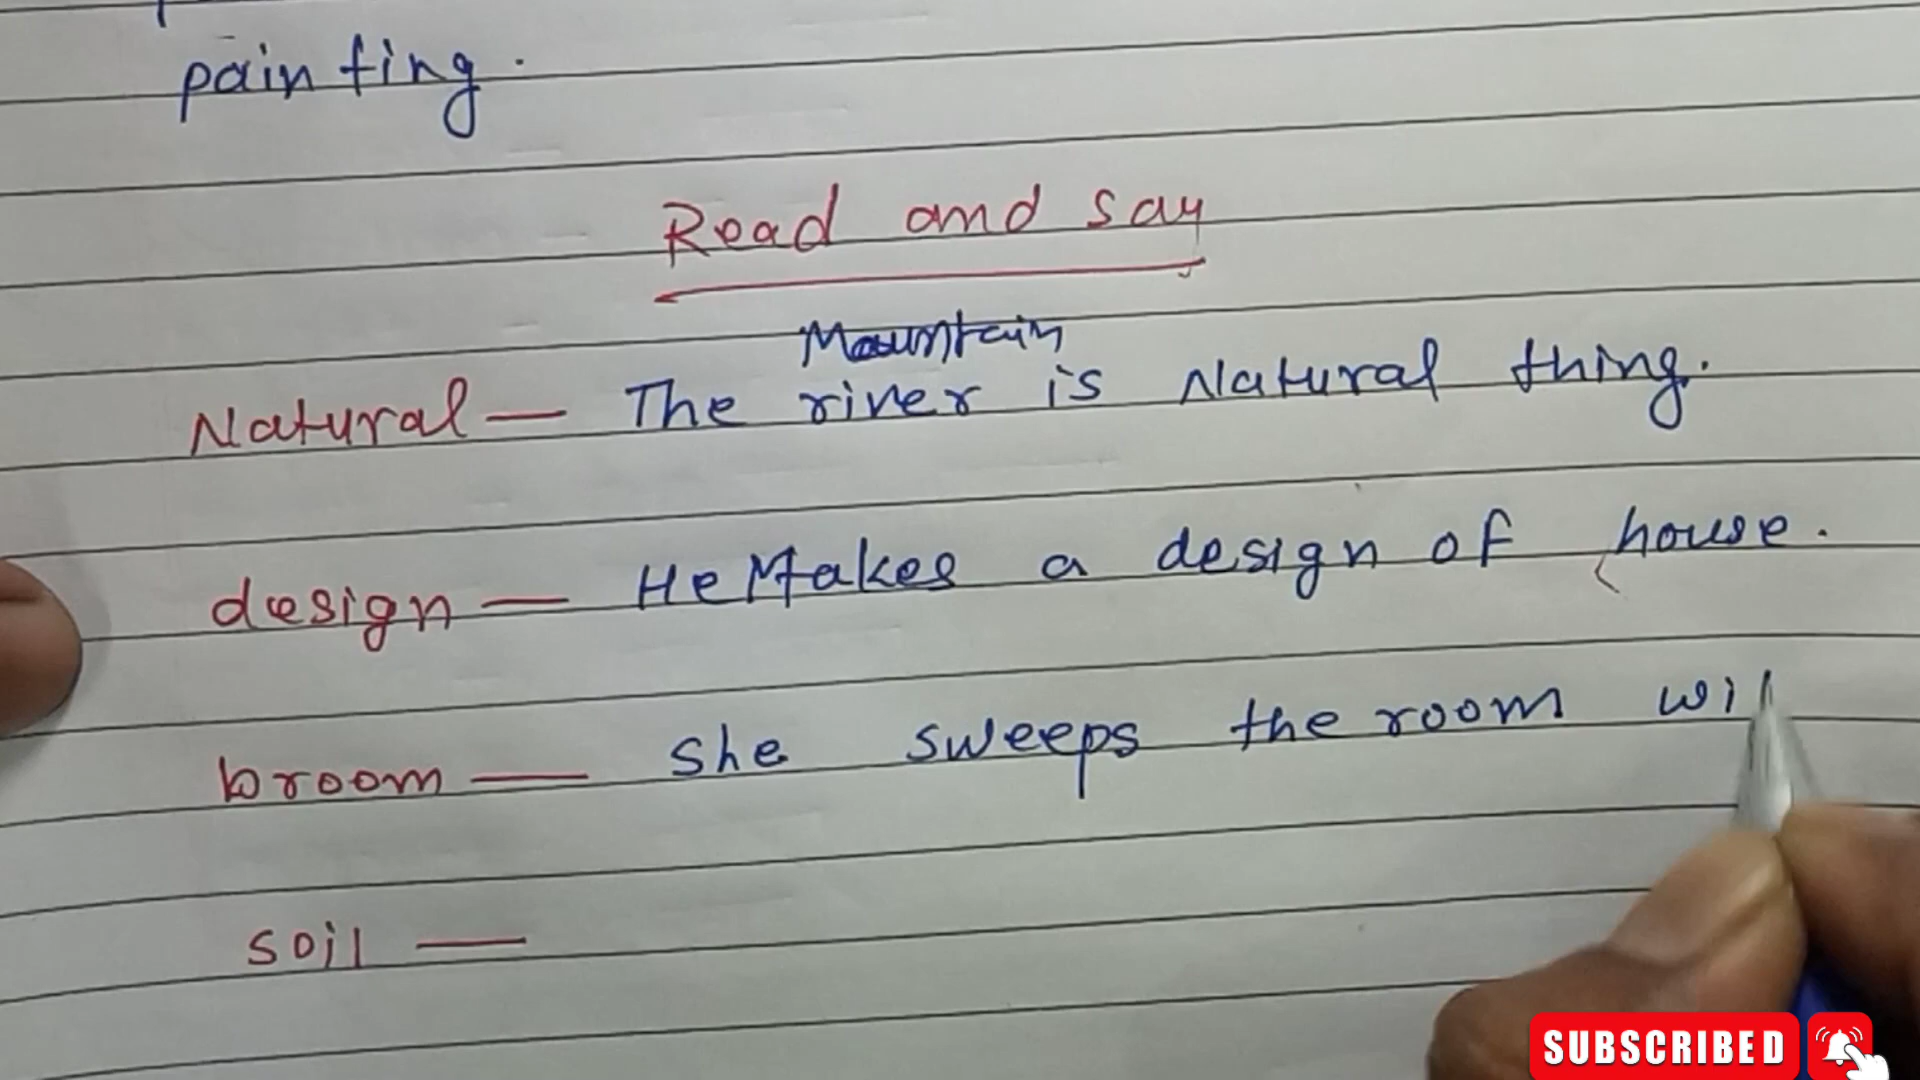 painting.
Read and say
Mountain
Natural — The river is Natural thing.
design — He Makes a design of house.
broom — She sweeps the room wi
soil —
SUBSCRIBED